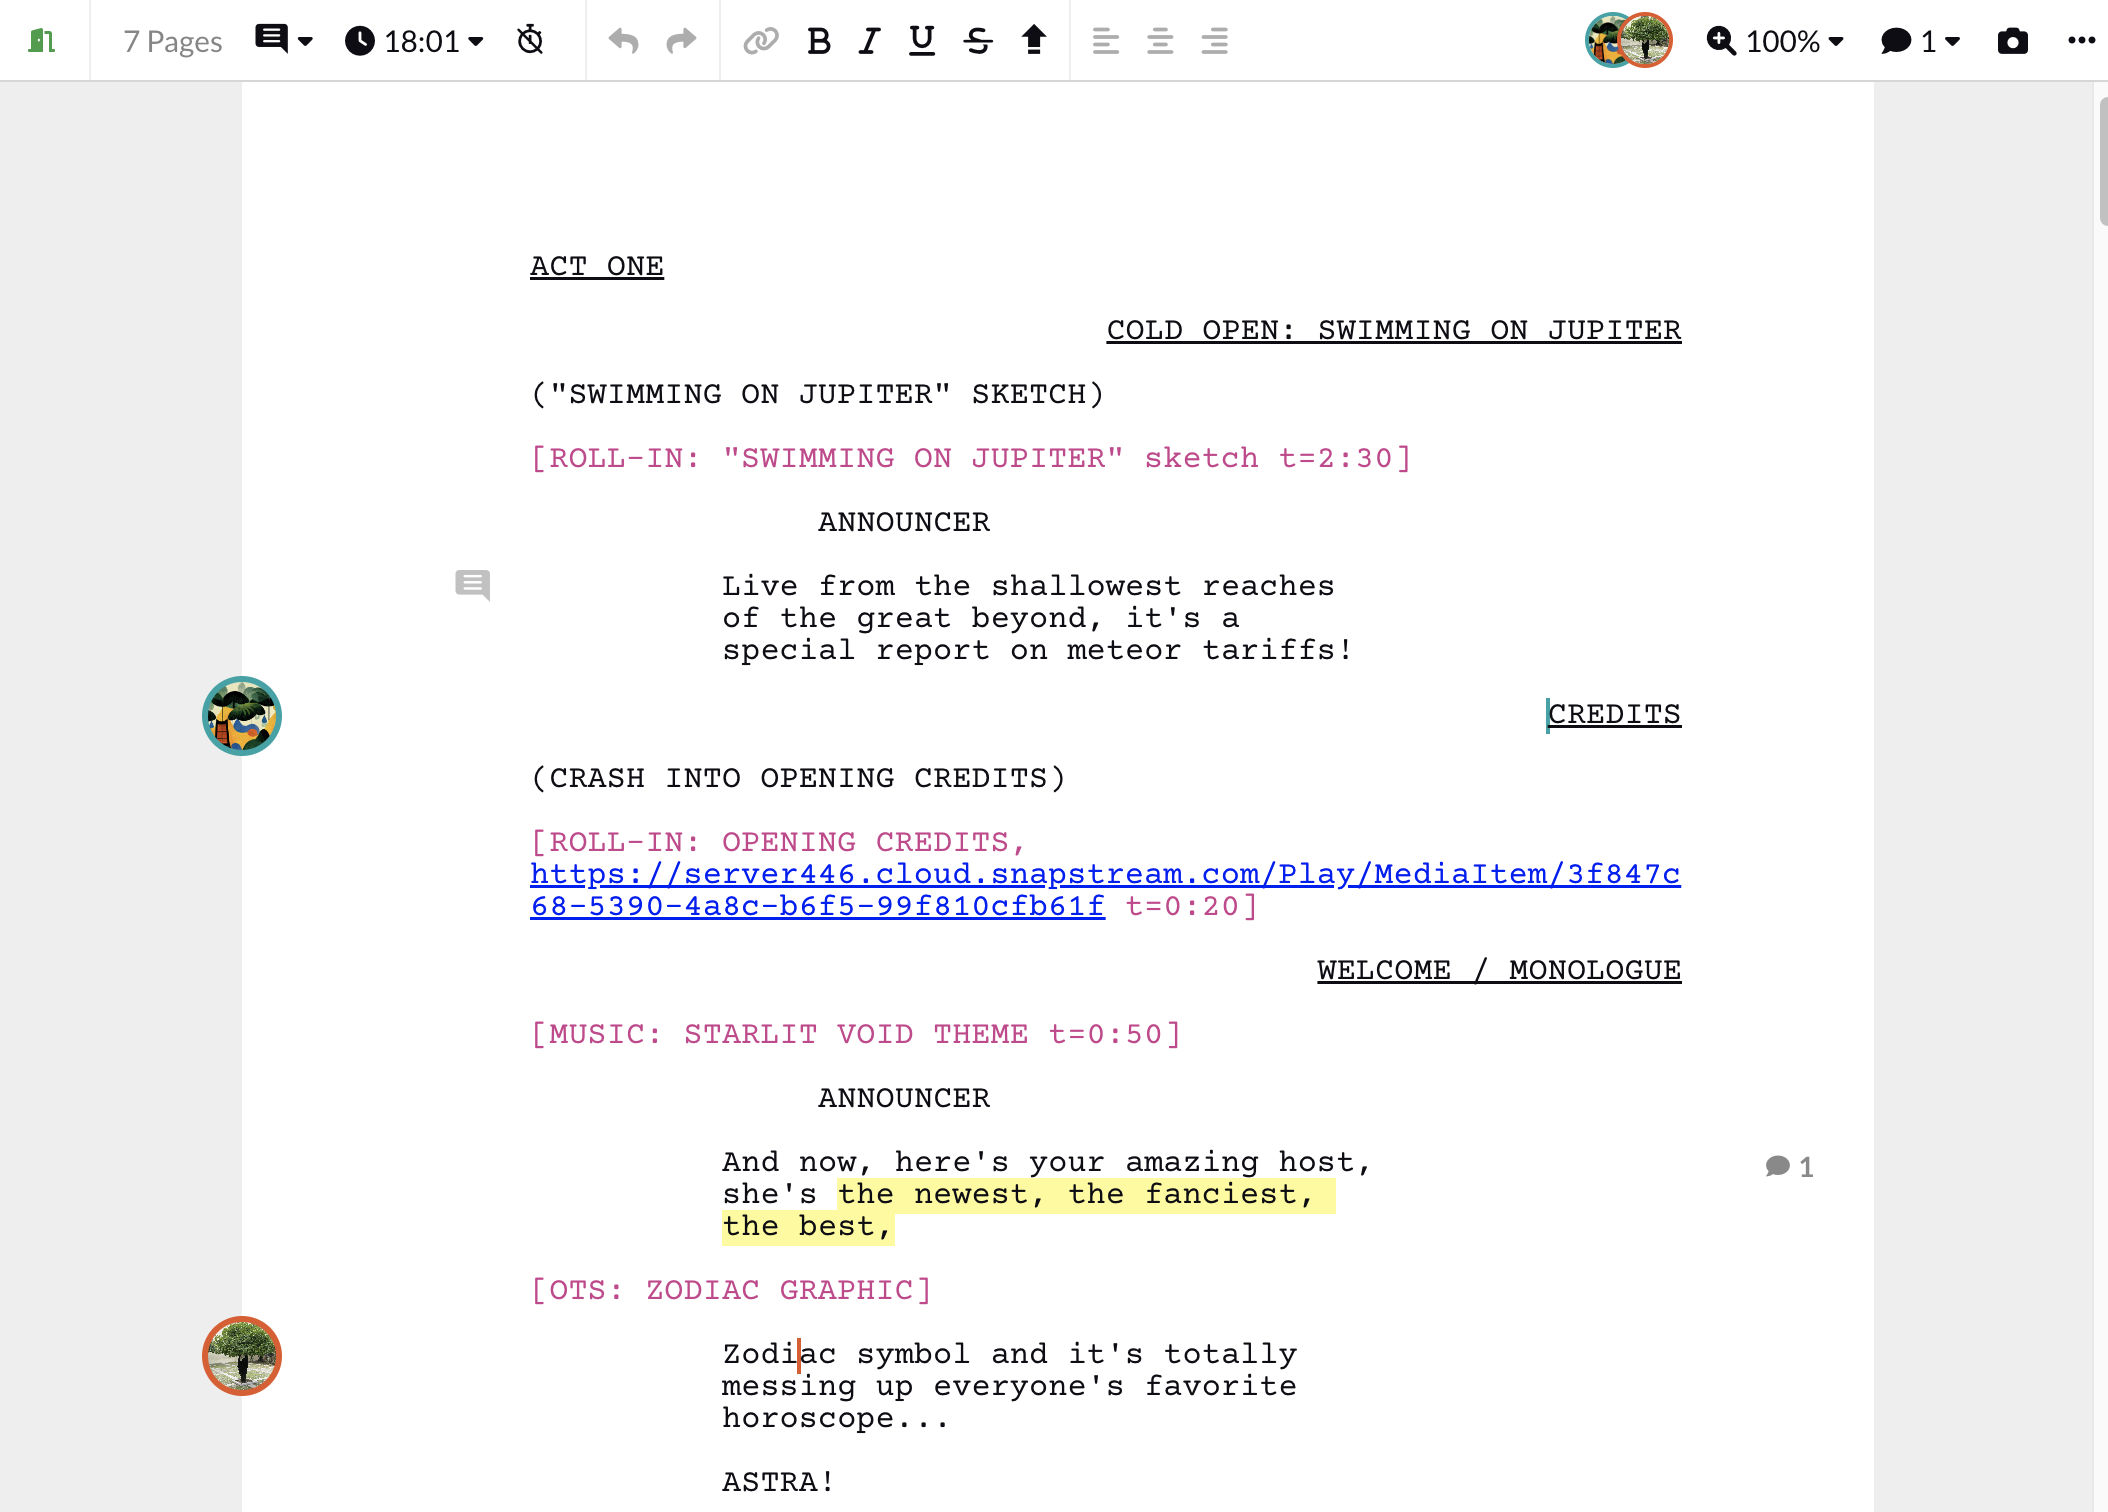 7 Pages 18:01 B I U S 100% 1
ACT ONE
COLD OPEN: SWIMMING ON JUPITER
("SWIMMING ON JUPITER" SKETCH)
[ROLL-IN: "SWIMMING ON JUPITER" sketch t=2:30]
ANNOUNCER
Live from the shallowest reaches
of the great beyond, it's a
special report on meteor tariffs!
CREDITS
(CRASH INTO OPENING CREDITS)
[ROLL-IN: OPENING CREDITS,
https://server446.cloud.snapstream.com/Play/MediaItem/3f847c
68-5390-4a8c-b6f5-99f810cfb61f t=0:20]
WELCOME / MONOLOGUE
[MUSIC: STARLIT VOID THEME t=0:50]
ANNOUNCER
And now, here's your amazing host,
1
she's the newest, the fanciest,
the best,
[OTS: ZODIAC GRAPHIC]
Zodiac symbol and it's totally
messing up everyone's favorite
horoscope...
ASTRA!